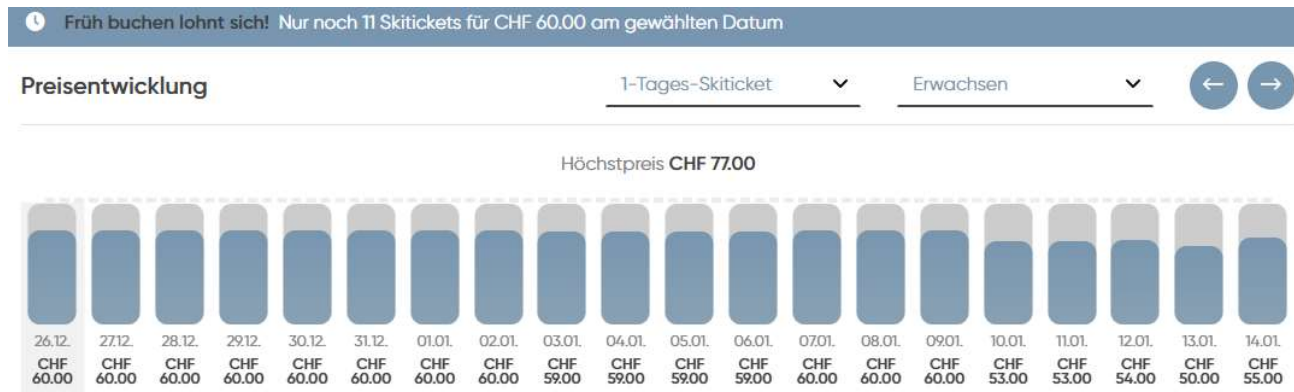 Früh buchen lohnt sich! Nur noch 11 Skitickets für CHF 60.00 am gewählten Datum
Preisentwicklung 1-Tages-Skiticket Erwachsen
Höchstpreis CHF 77.00
26.12. 27.12. 28.12. 29.12. 30.12. 31.12. 01.01. 02.01. 03.01. 04.01. 05.01. 06.01. 07.01. 08.01. 09.01. 10.01. 11.01. 12.01. 13.01. 14.01.
CHF CHF CHF CHF CHF CHF CHF CHF CHF CHF CHF CHF CHF CHF CHF CHF CHF CHF CHF CHF
60.00 60.00 60.00 60.00 60.00 60.00 60.00 60.00 59.00 59.00 59.00 59.00 60.00 60.00 60.00 53.00 53.00 54.00 50.00 55.00